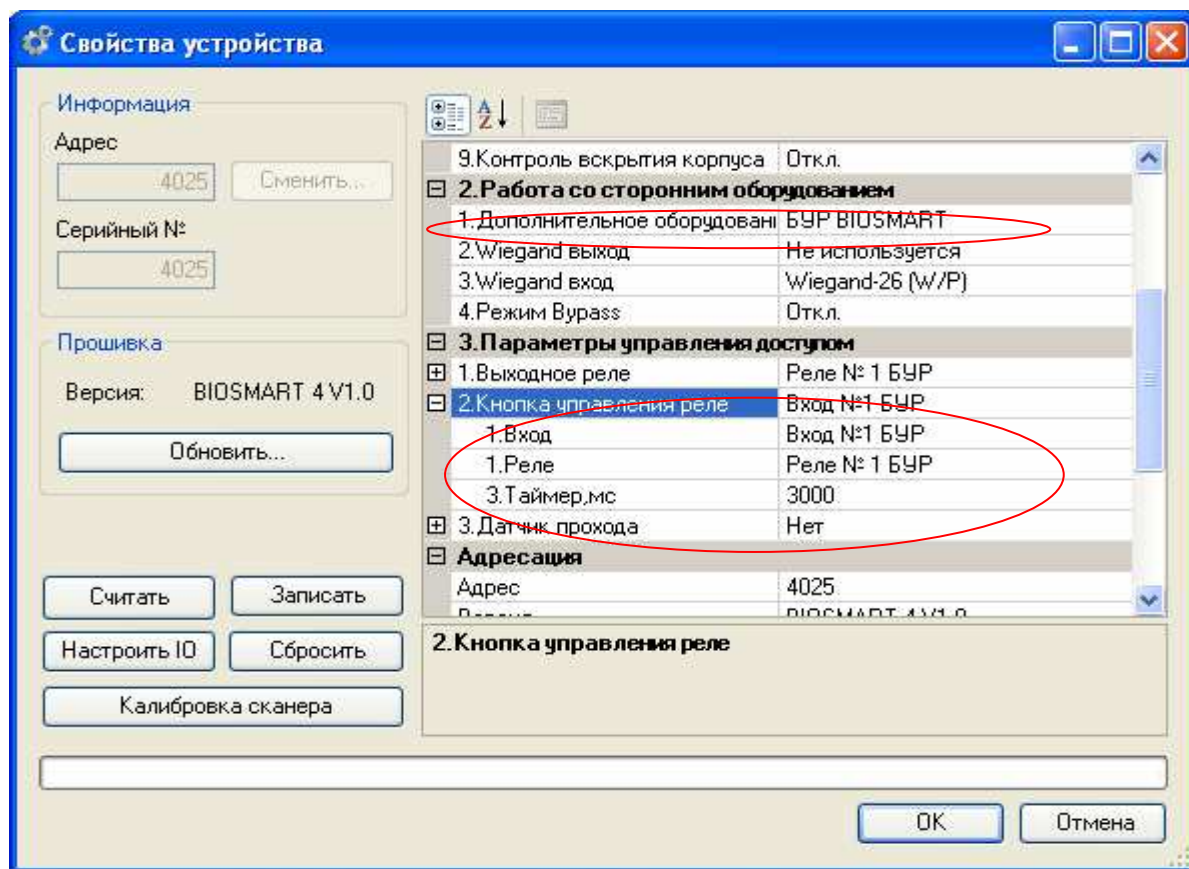 Свойства устройства
Информация
Адрес
4025 Сменить...
Серийный №
4025
Прошивка
Версия: BIOSMART 4 V1.0
Обновить...
Считать Записать
Настроить IO Сбросить
Калибровка сканера
9.Контроль вскрытия корпуса Откл.
2.Работа со сторонним оборудованием
1.Дополнительное оборудовани БУР BIOSMART
2.Wiegand выход Не используется
3.Wiegand вход Wiegand-26 (W/P)
4.Режим Bypass Откл.
3.Параметры управления доступом
1.Выходное реле Реле № 1 БУР
2.Кнопка управления реле Вход №1 БУР
1.Вход Вход №1 БУР
1.Реле Реле № 1 БУР
3.Таймер,мс 3000
3.Датчик прохода Нет
Адресация
Адрес 4025
Версия BIOSMART 4 V1.0
2.Кнопка управления реле
OK Отмена